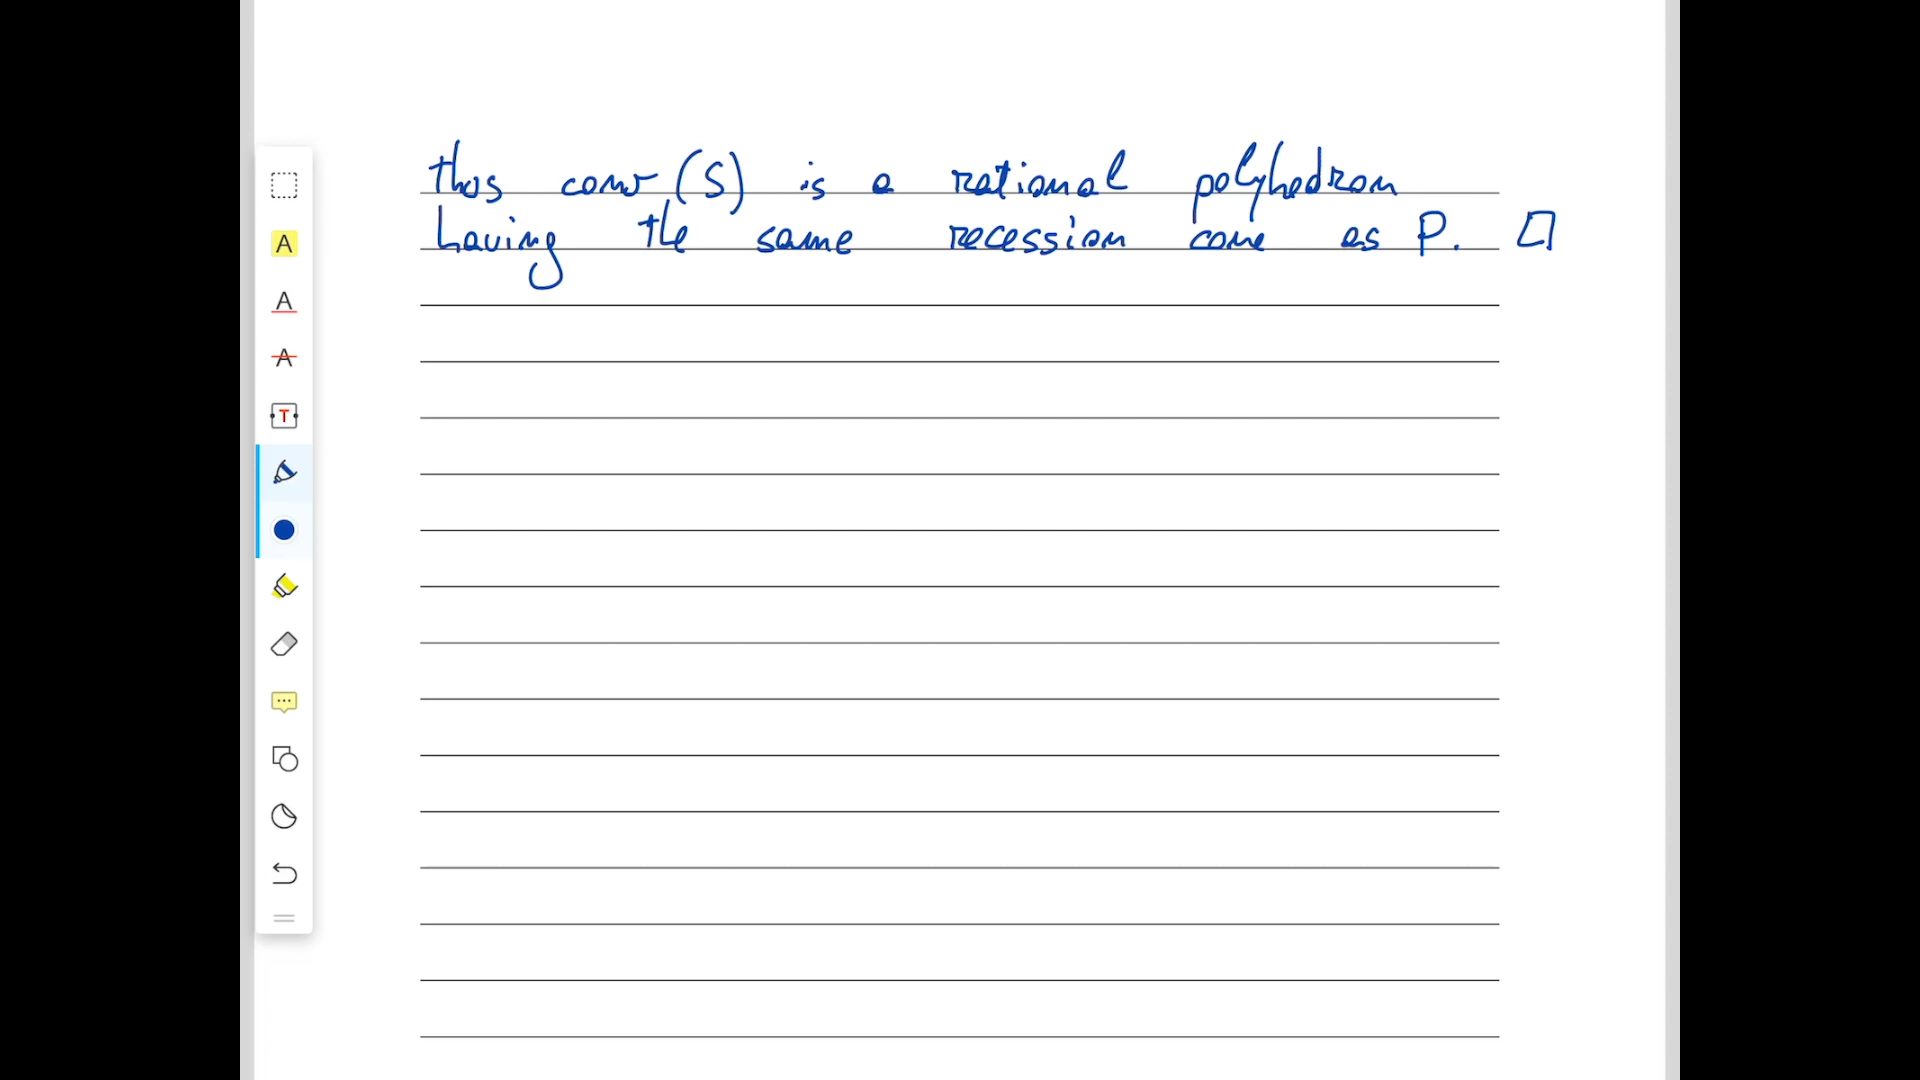 thus conv(S) is a rational polyhedron
having the same recession cone as P. □
A
A
A
T